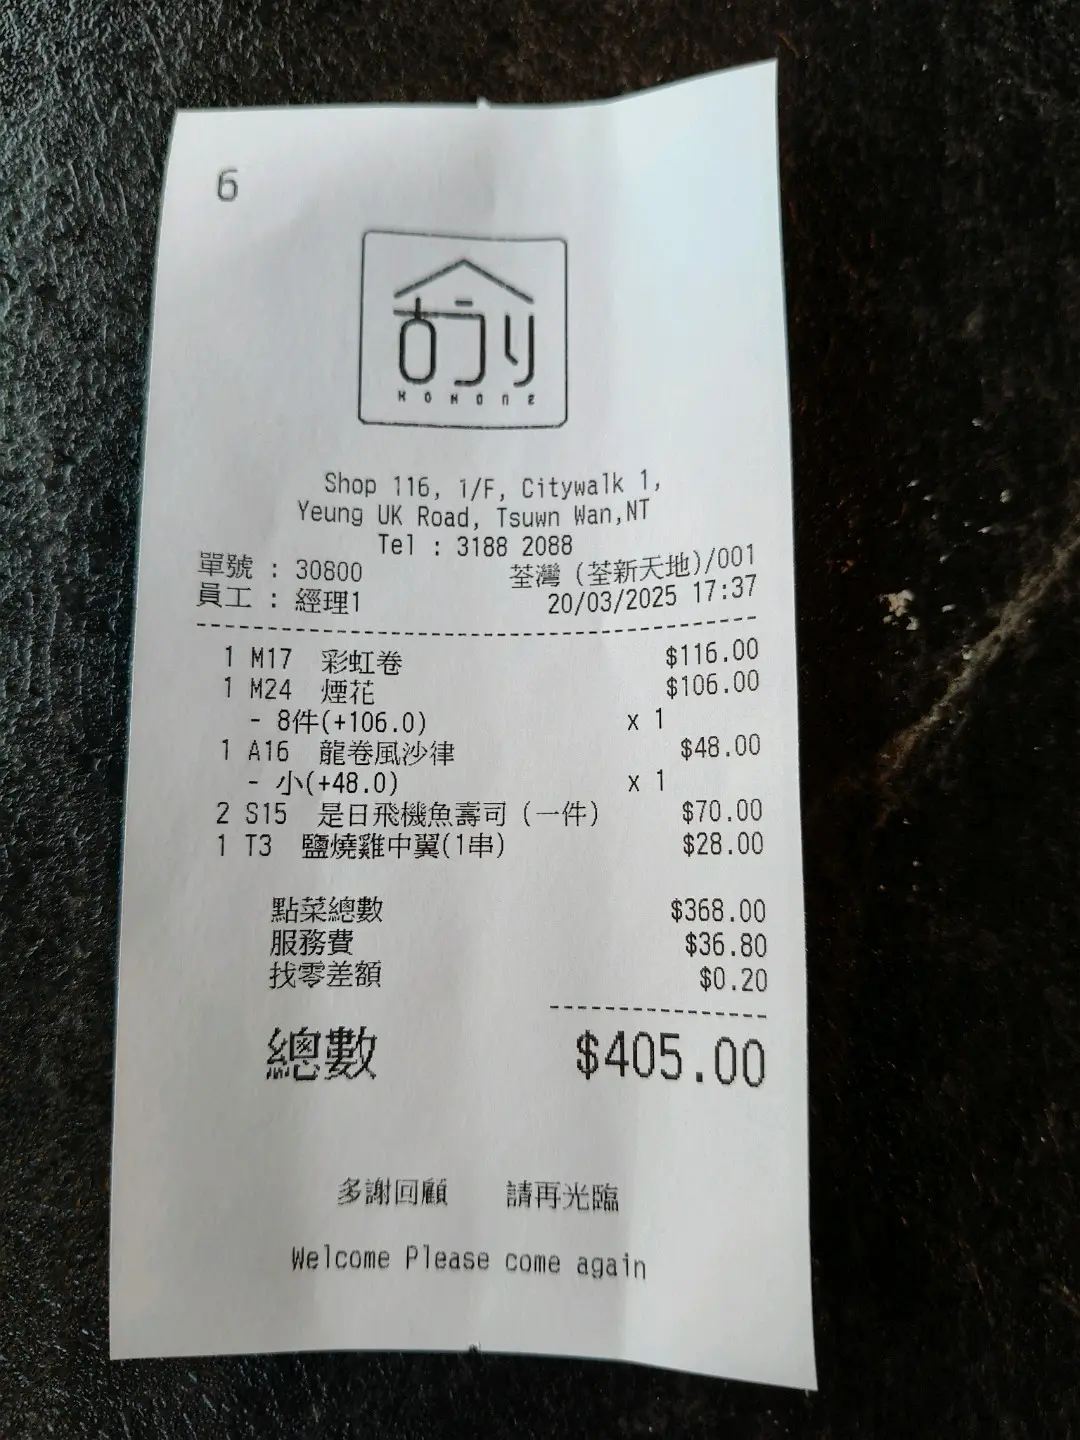 6
KOKONE
Shop 116, 1/F, Citywalk 1,
Yeung UK Road, Tsuwn Wan,NT
Tel : 3188 2088
單號 : 30800 荃灣 (荃新天地)/001
員工 : 經理1 20/03/2025 17:37
1 M17 彩虹卷 $116.00
1 M24 煙花 $106.00
- 8件(+106.0) x 1
1 A16 龍卷風沙律 $48.00
- 小(+48.0) x 1
2 S15 是日飛機魚壽司 (一件) $70.00
1 T3 鹽燒雞中翼(1串) $28.00
點菜總數 $368.00
服務費 $36.80
找零差額 $0.20
總數 $405.00
多謝回顧 請再光臨
Welcome Please come again